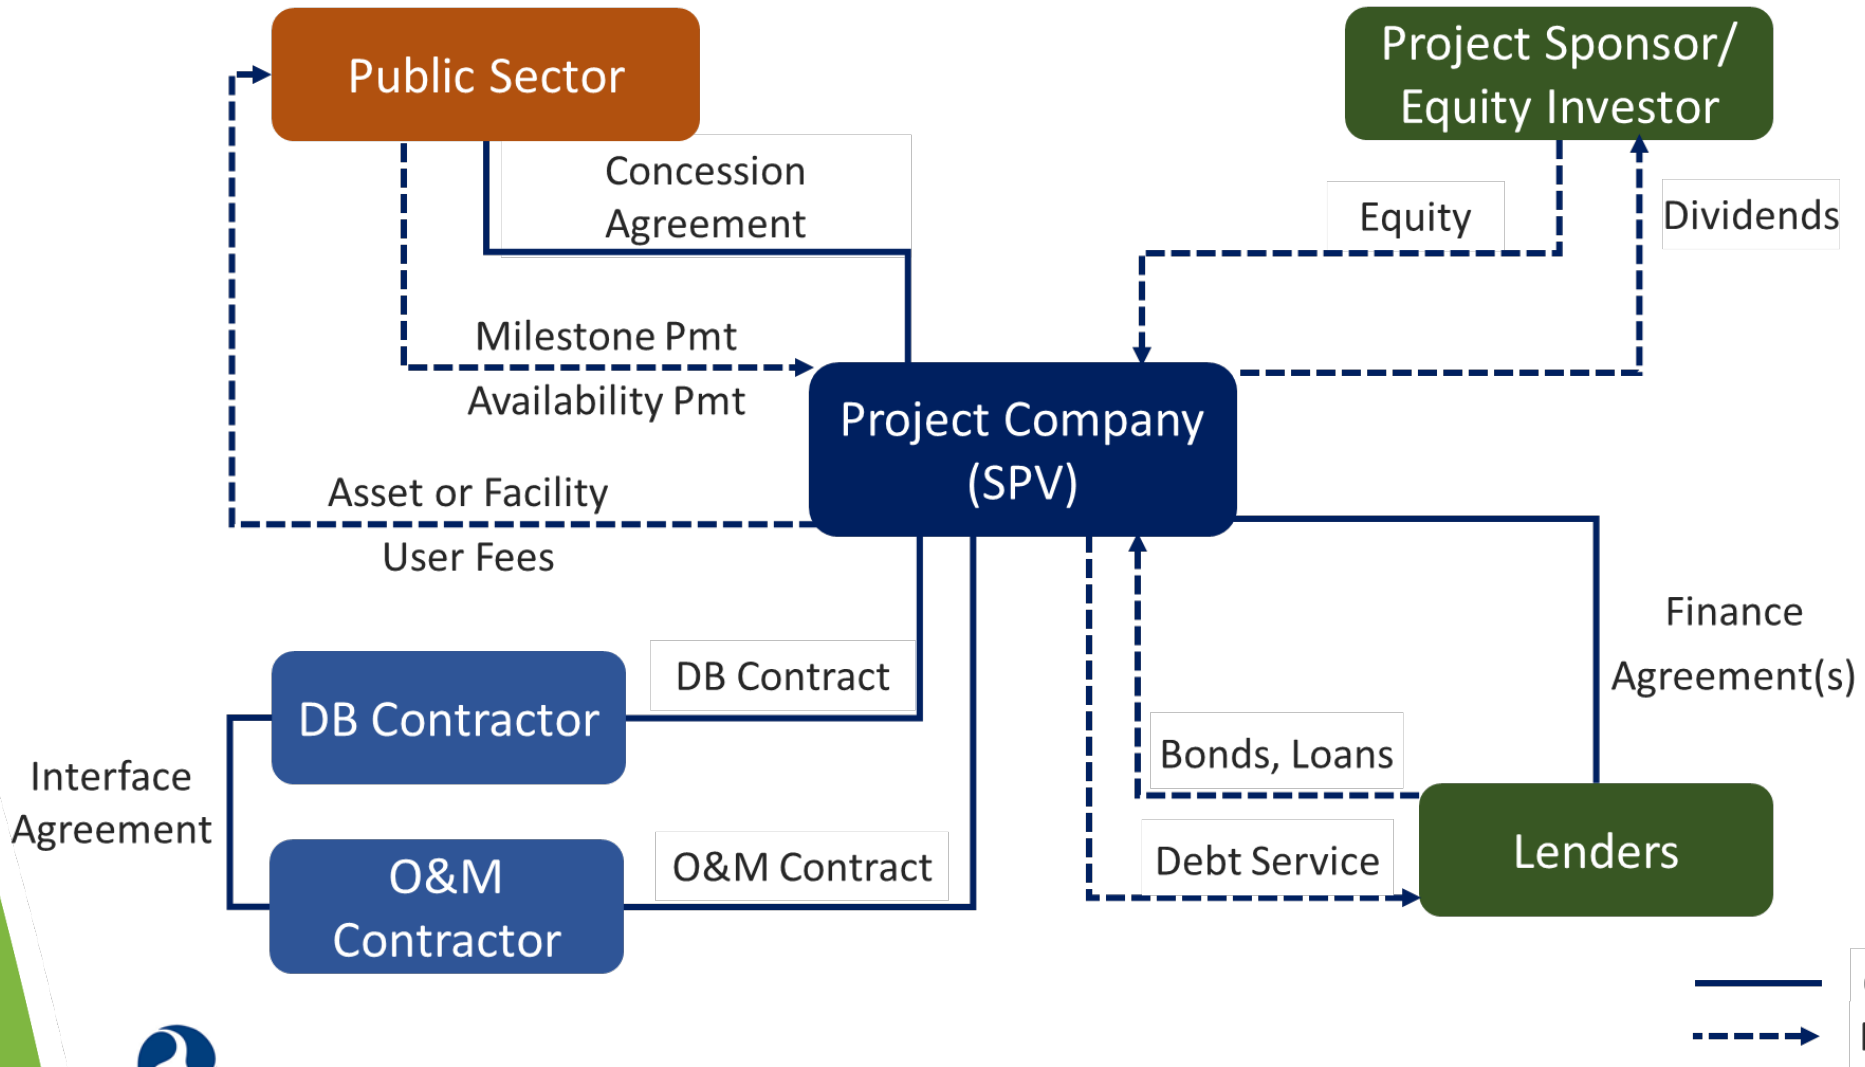 Public Sector
Project Sponsor/
Equity Investor
Concession
Agreement
Equity
Dividends
Milestone Pmt
Availability Pmt
Project Company
(SPV)
Asset or Facility
User Fees
Finance
Agreement(s)
DB Contract
DB Contractor
Bonds, Loans
Interface
Agreement
O&M Contract
O&M
Contractor
Debt Service
Lenders